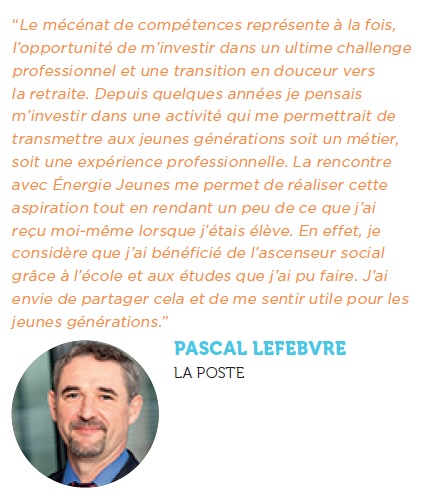 “Le mécénat de compétences représente à la fois,
l’opportunité de m’investir dans un ultime challenge
professionnel et une transition en douceur vers
la retraite. Depuis quelques années je pensais
m’investir dans une activité qui me permettrait de
transmettre aux jeunes générations soit un métier,
soit une expérience professionnelle. La rencontre
avec Énergie Jeunes me permet de réaliser cette
aspiration tout en rendant un peu de ce que j’ai
reçu moi-même lorsque j’étais élève. En effet, je
considère que j’ai bénéficié de l’ascenseur social
grâce à l’école et aux études que j’ai pu faire. J’ai
envie de partager cela et de me sentir utile pour les
jeunes générations.”
PASCAL LEFEBVRE
LA POSTE